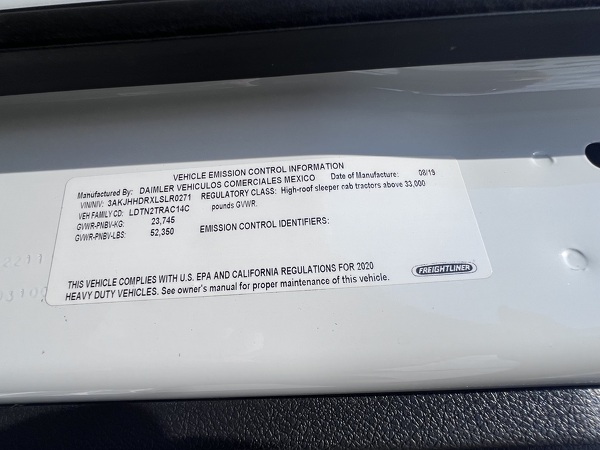 VEHICLE EMISSION CONTROL INFORMATION
Manufactured By: DAIMLER VEHICULOS COMERCIALES MEXICO Date of Manufacture: 08/19
VIN/NIV: 3AKJHHDRXLSLR0271 REGULATORY CLASS: High-roof sleeper cab tractors above 33,000
VEH FAMILY CD: LDTN2TRAC14C pounds GVWR.
GVWR-PNBV-KG: 23,745
GVWR-PNBV-LBS: 52,350 EMISSION CONTROL IDENTIFIERS:
THIS VEHICLE COMPLIES WITH U.S. EPA AND CALIFORNIA REGULATIONS FOR 2020
HEAVY DUTY VEHICLES. See owner's manual for proper maintenance of this vehicle.
FREIGHTLINER